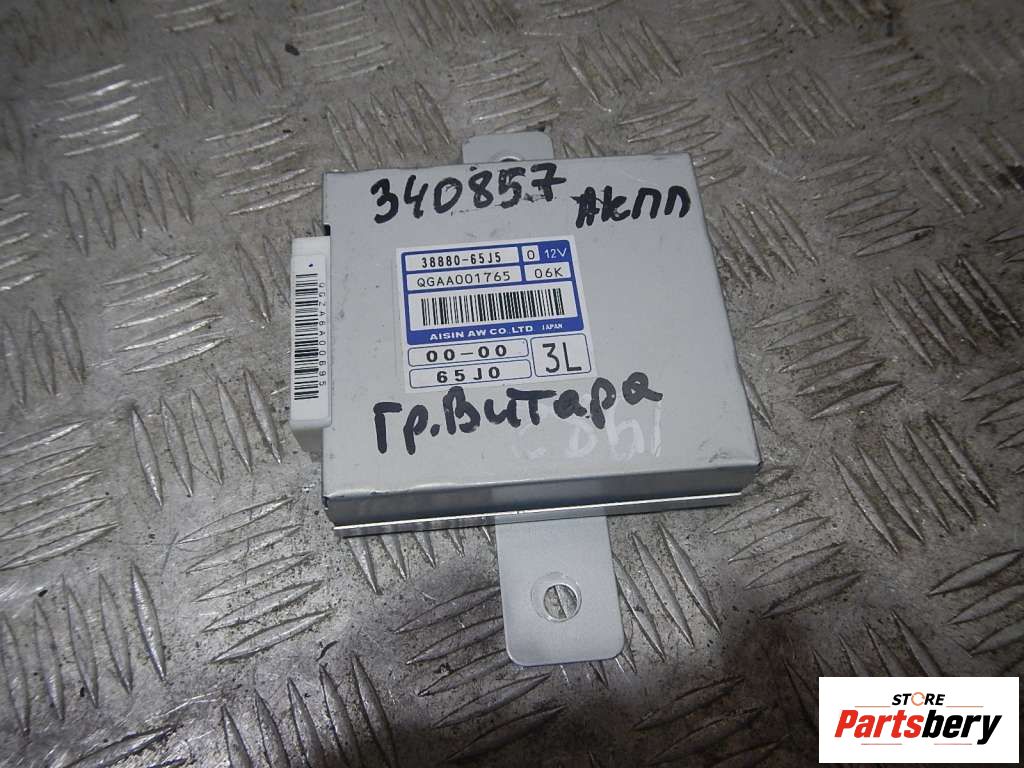 340857 АКПП
38880-65J5 0 12V
QGAA001765 06K
AISIN AW CO., LTD. JAPAN
00-00
65J0
3L
QGZA6A00695
Гр.Витара
STORE
Partsbery